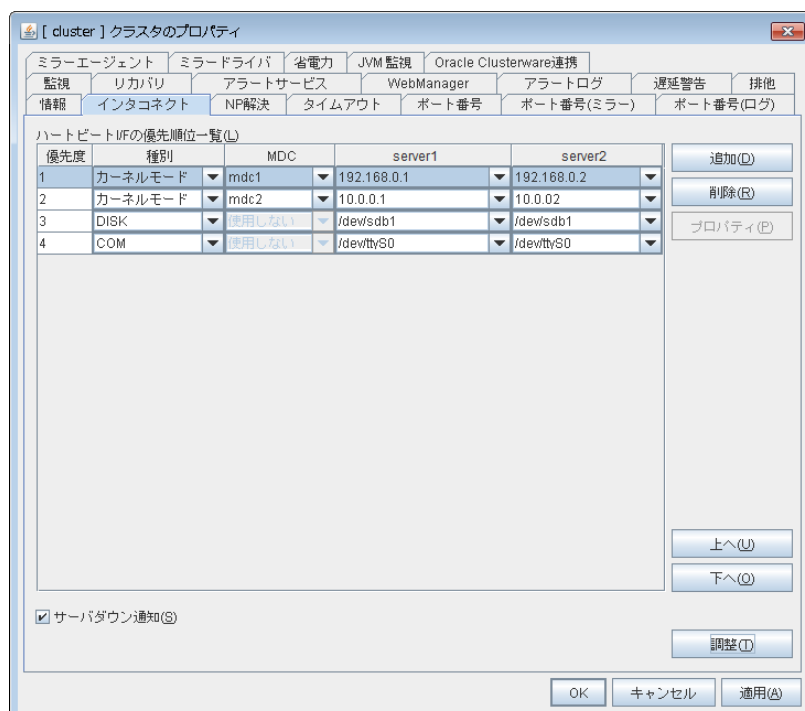 [ cluster ] クラスタのプロパティ
ミラーエージェント ミラードライバ 省電力 JVM 監視 Oracle Clusterware連携
監視 リカバリ アラートサービス WebManager アラートログ 遅延警告 排他
情報 インタコネクト NP解決 タイムアウト ポート番号 ポート番号(ミラー) ポート番号(ログ)
ハートビートI/Fの優先順位一覧(L)
優先度 種別 MDC server1 server2
1 カーネルモード mdc1 192.168.0.1 192.168.0.2
2 カーネルモード mdc2 10.0.0.1 10.0.02
3 DISK 使用しない /dev/sdb1 /dev/sdb1
4 COM 使用しない /dev/ttyS0 /dev/ttyS0
追加(D)
削除(R)
プロパティ(P)
上へ(U)
下へ(O)
サーバダウン通知(S)
調整(T)
OK キャンセル 適用(A)